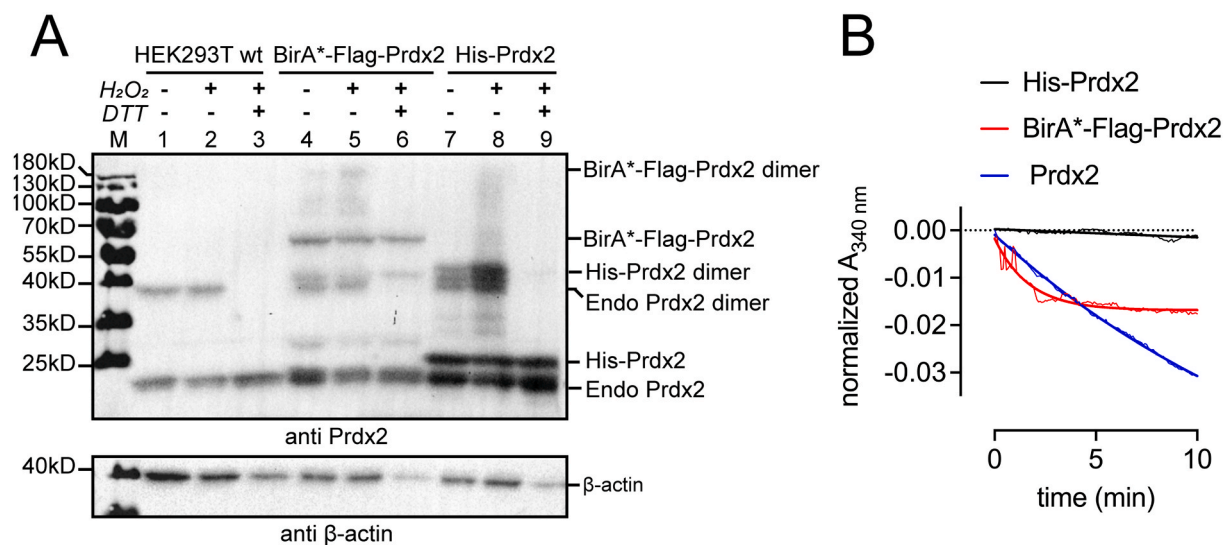 A
HEK293T wt BirA*-Flag-Prdx2 His-Prdx2
H₂O₂ - + + - + + - + +
DTT - - + - - + - - +
M 1 2 3 4 5 6 7 8 9
180kD
130kD
100kD
70kD
55kD
40kD
35kD
25kD
BirA*-Flag-Prdx2 dimer
BirA*-Flag-Prdx2
His-Prdx2 dimer
Endo Prdx2 dimer
His-Prdx2
Endo Prdx2
anti Prdx2
40kD
β-actin
anti β-actin
B
His-Prdx2
BirA*-Flag-Prdx2
Prdx2
normalized A340 nm
0.00
-0.01
-0.02
-0.03
0 5 10
time (min)